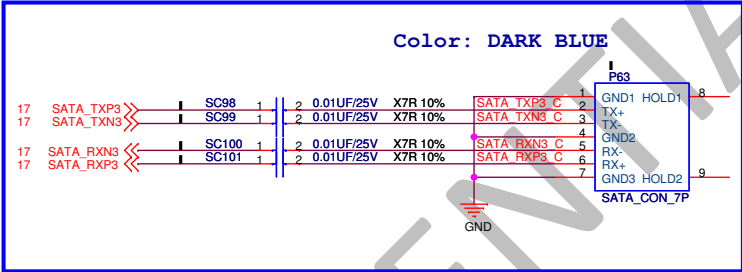 Color: DARK BLUE
P63
17 SATA_TXP3 SC98 1 2 0.01UF/25V X7R 10% SATA_TXP3_C 1 GND1 HOLD1 8
17 SATA_TXN3 SC99 1 2 0.01UF/25V X7R 10% SATA_TXN3_C 2 TX+
3 TX-
4 GND2
17 SATA_RXN3 SC100 1 2 0.01UF/25V X7R 10% SATA_RXN3_C 5 RX-
17 SATA_RXP3 SC101 1 2 0.01UF/25V X7R 10% SATA_RXP3_C 6 RX+
7 GND3 HOLD2 9
SATA_CON_7P
GND
ENTIA